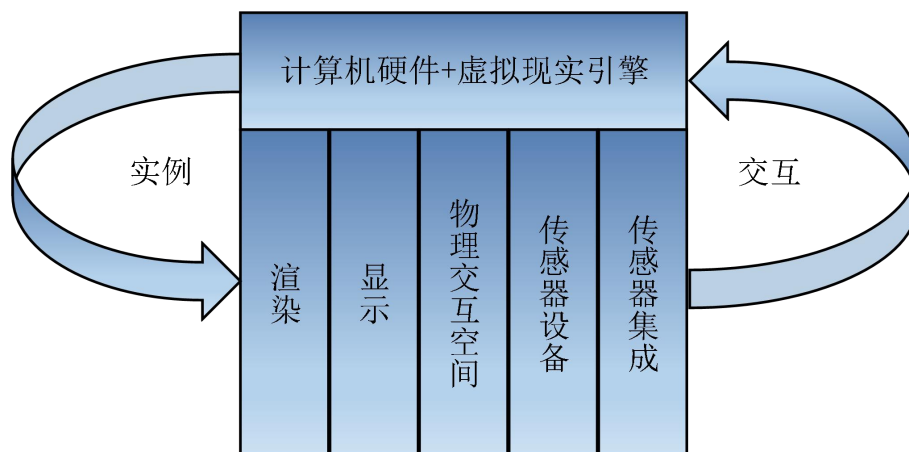 计算机硬件+虚拟现实引擎
实例
交互
渲染
显示
物理交互空间
传感器设备
传感器集成